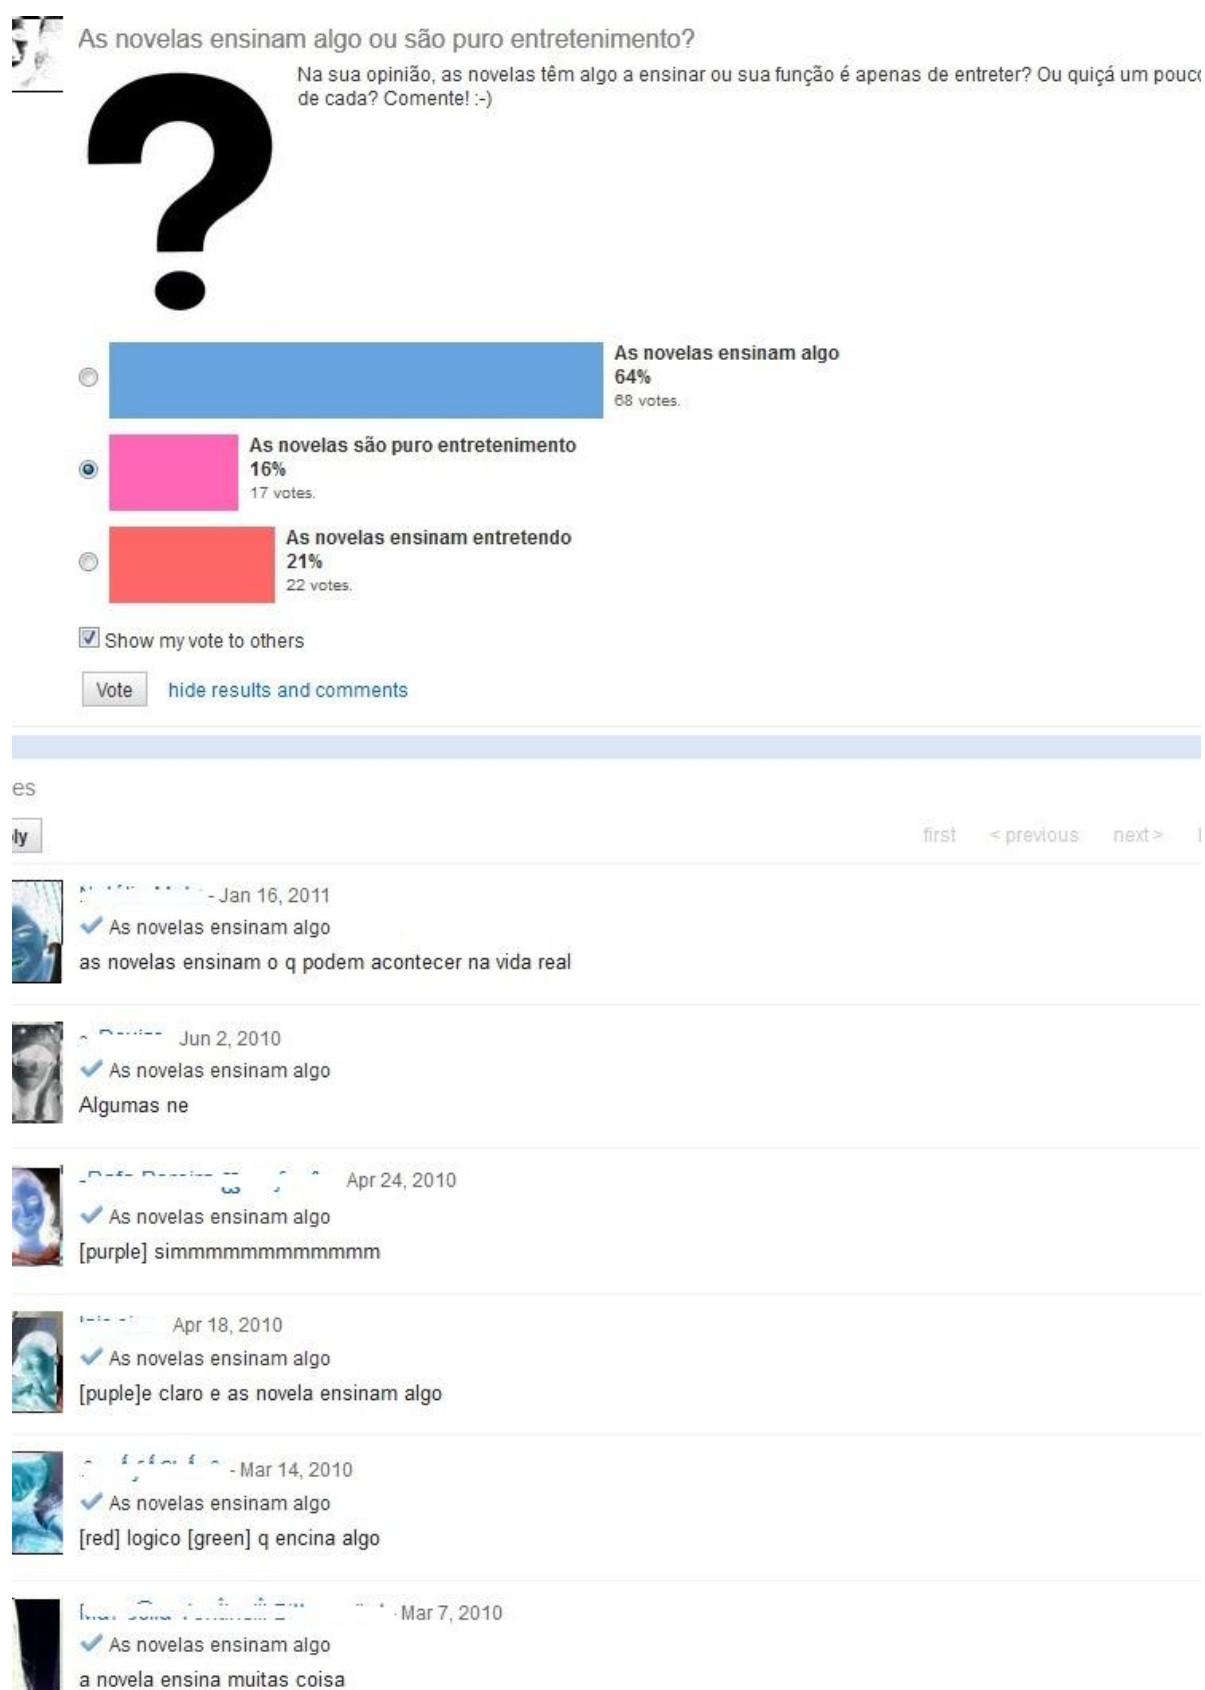 As novelas ensinam algo ou são puro entretenimento?
Na sua opinião, as novelas têm algo a ensinar ou sua função é apenas de entreter? Ou quiçá um pouco
de cada? Comente! :-)
?
As novelas ensinam algo
64%
68 votes.
As novelas são puro entretenimento
16%
17 votes.
As novelas ensinam entretendo
21%
22 votes.
Show my vote to others
Vote hide results and comments
es
ly
first < previous next >
- Jan 16, 2011
As novelas ensinam algo
as novelas ensinam o q podem acontecer na vida real
Jun 2, 2010
As novelas ensinam algo
Algumas ne
Apr 24, 2010
As novelas ensinam algo
[purple] simmmmmmmmmmmmm
Apr 18, 2010
As novelas ensinam algo
[puple]e claro e as novela ensinam algo
- Mar 14, 2010
As novelas ensinam algo
[red] logico [green] q encina algo
- Mar 7, 2010
As novelas ensinam algo
a novela ensina muitas coisa